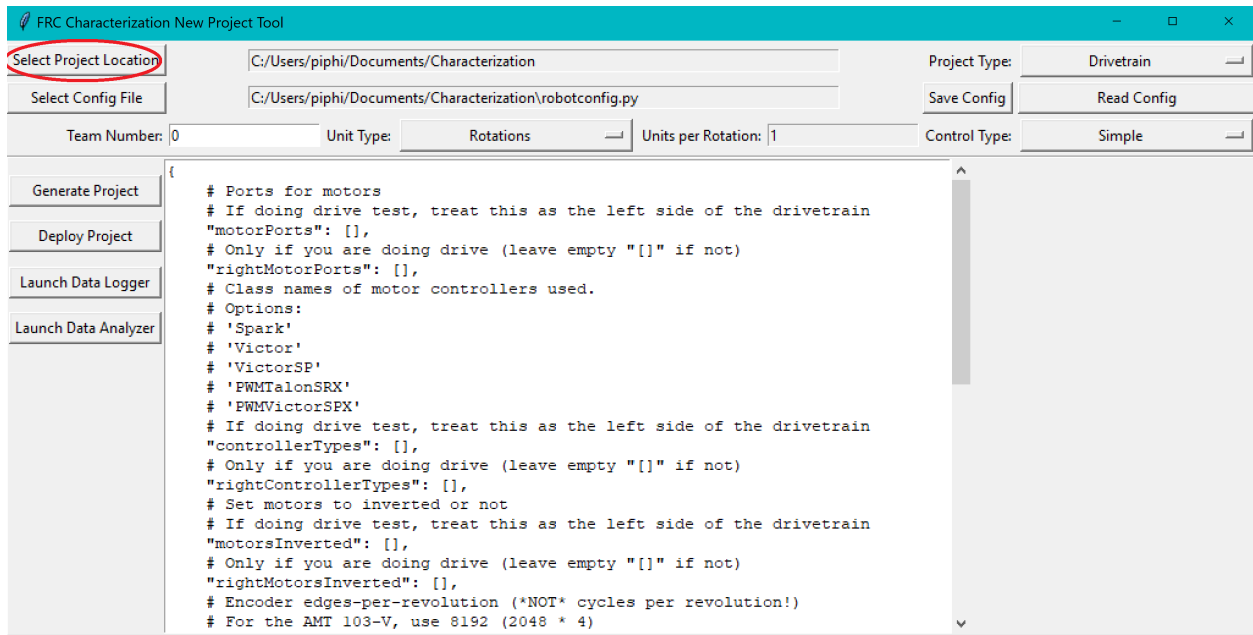 FRC Characterization New Project Tool
Select Project Location C:/Users/piphi/Documents/Characterization Project Type: Drivetrain
Select Config File C:/Users/piphi/Documents/Characterization\robotconfig.py Save Config Read Config
Team Number: 0 Unit Type: Rotations Units per Rotation: 1 Control Type: Simple
Generate Project
Deploy Project
Launch Data Logger
Launch Data Analyzer
{
# Ports for motors
# If doing drive test, treat this as the left side of the drivetrain
"motorPorts": [],
# Only if you are doing drive (leave empty "[]" if not)
"rightMotorPorts": [],
# Class names of motor controllers used.
# Options:
# 'Spark'
# 'Victor'
# 'VictorSP'
# 'PWMTalonSRX'
# 'PWMVictorSPX'
# If doing drive test, treat this as the left side of the drivetrain
"controllerTypes": [],
# Only if you are doing drive (leave empty "[]" if not)
"rightControllerTypes": [],
# Set motors to inverted or not
# If doing drive test, treat this as the left side of the drivetrain
"motorsInverted": [],
# Only if you are doing drive (leave empty "[]" if not)
"rightMotorsInverted": [],
# Encoder edges-per-revolution (*NOT* cycles per revolution!)
# For the AMT 103-V, use 8192 (2048 * 4)